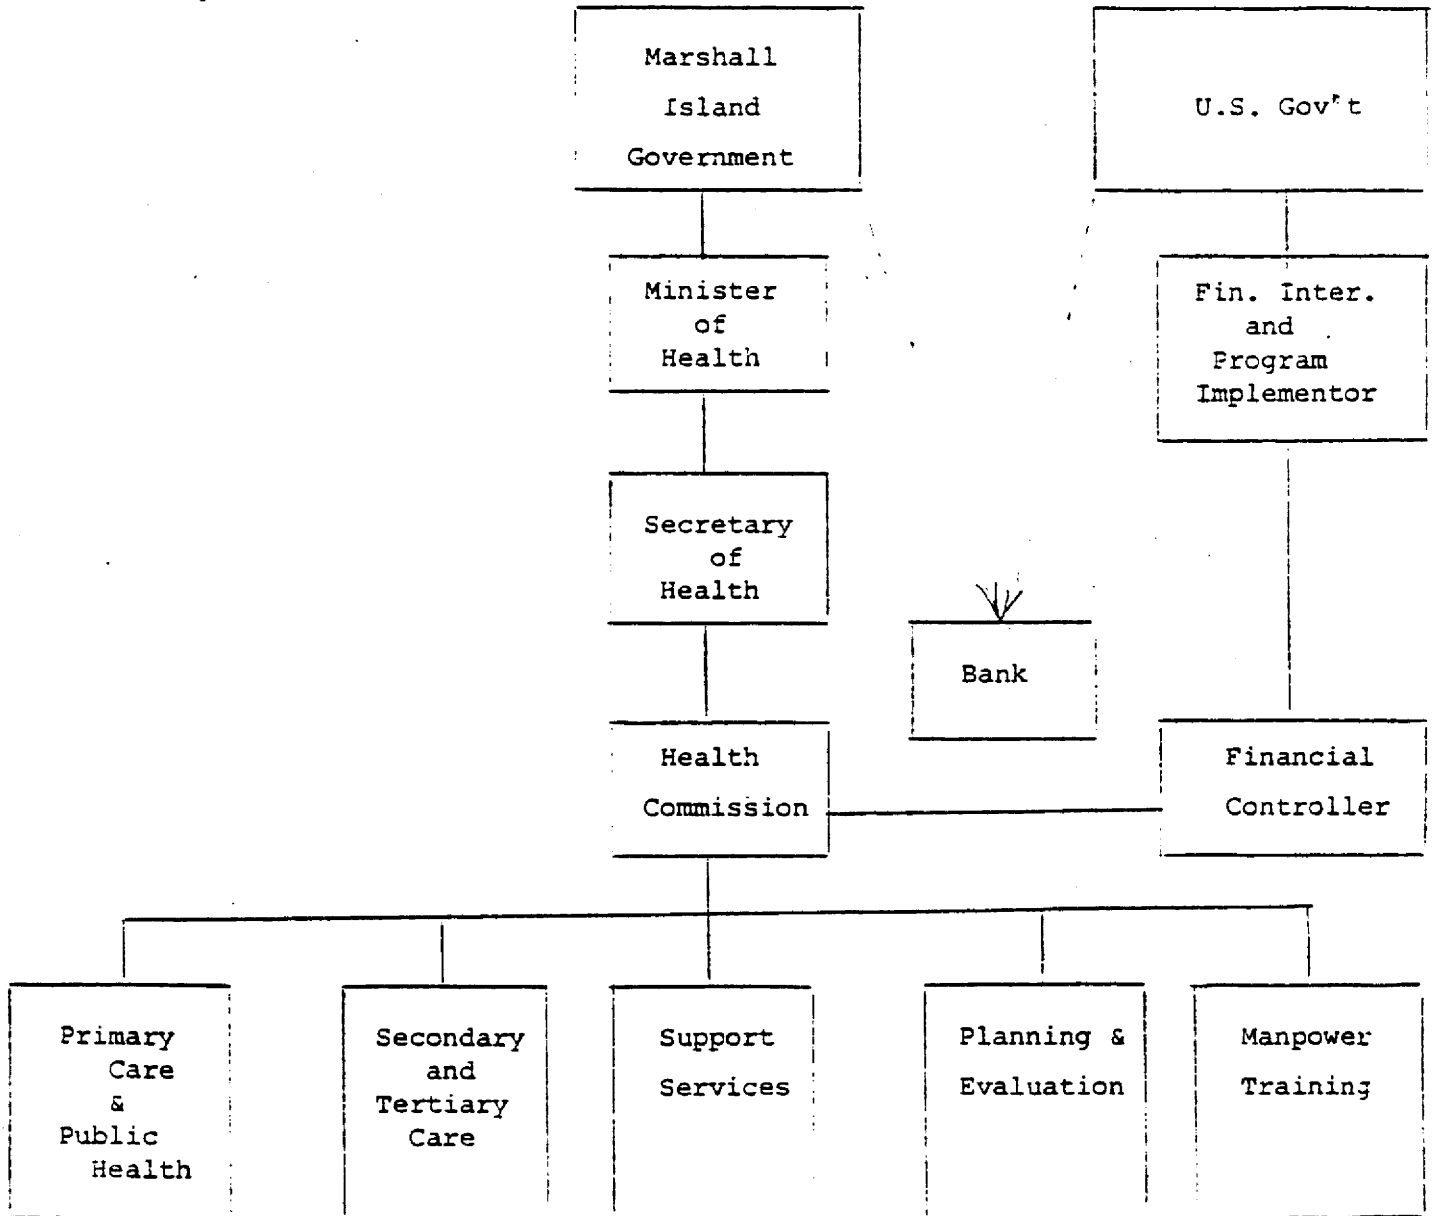 Marshall
Island
Government
U.S. Gov't
Minister
of
Health
Fin. Inter.
and
Program
Implementor
Secretary
of
Health
Bank
Health
Commission
Financial
Controller
Primary
Care
&
Public
Health
Secondary
and
Tertiary
Care
Support
Services
Planning &
Evaluation
Manpower
Training